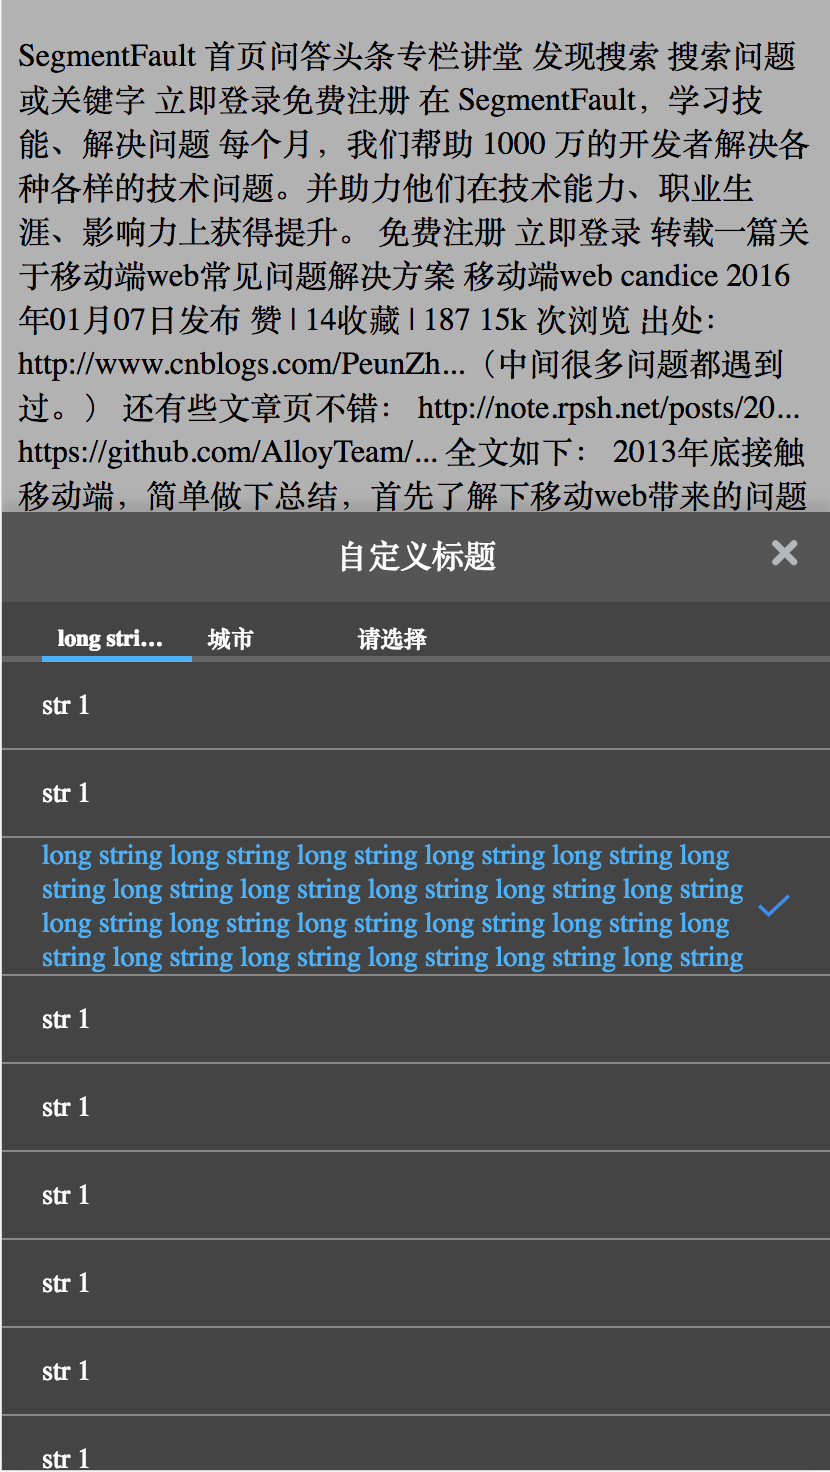 SegmentFault 首页问答头条专栏讲堂 发现搜索 搜索问题
或关键字 立即登录免费注册 在 SegmentFault，学习技
能、解决问题 每个月，我们帮助 1000 万的开发者解决各
种各样的技术问题。并助力他们在技术能力、职业生
涯、影响力上获得提升。 免费注册 立即登录 转载一篇关
于移动端web常见问题解决方案 移动端web candice 2016
年01月07日发布 赞 | 14收藏 | 187 15k 次浏览 出处：
http://www.cnblogs.com/PeunZh...（中间很多问题都遇到
过。） 还有些文章页不错： http://note.rpsh.net/posts/20...
https://github.com/AlloyTeam/... 全文如下： 2013年底接触
移动端，简单做下总结，首先了解下移动web带来的问题
自定义标题
long stri... 城市 请选择
str 1
str 1
long string long string long string long string long string long
string long string long string long string long string long string
long string long string long string long string long string long
string long string long string long string long string long string
str 1
str 1
str 1
str 1
str 1
str 1